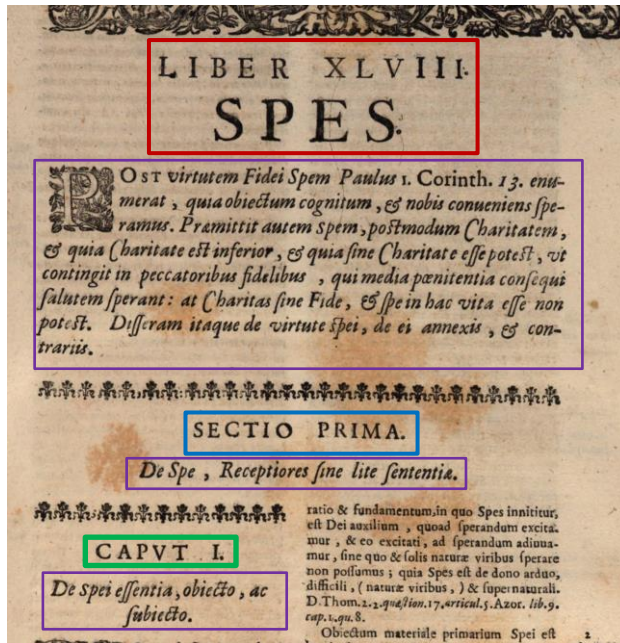 LIBER XLVIII.
SPES.
POST virtutem Fidei Spem Paulus 1. Corinth. 13. enu-
merat, quia obiectum cognitum, & nobis conueniens spe-
ramus. Præmittit autem Spem, postmodum Charitatem,
& quia Charitate est inferior, & quia sine Charitate esse potest, vt
contingit in peccatoribus fidelibus, qui media pœnitentia consequi
salutem sperant: at Charitas sine Fide, & spe in hac vita esse non
potest. Disseram itaque de virtute spei, de ei annexis, & con-
trariis.
SECTIO PRIMA.
De Spe, Receptiores sine lite sententiæ.
CAPVT I.
De spei essentia, obiecto, ac
subiecto.
ratio & fundamentum, in quo Spes innititur,
est Dei auxilium, quoad sperandum excita-
mur, & eo excitati, ad sperandum adiuua-
mur, sine quo & solis naturæ viribus sperare
non possumus; quia Spes est de dono arduo,
difficili, (naturæ viribus,) & supernaturali.
D. Thom. 2.2. quæstion. 17. articul. 5. Azor. lib. 9.
cap. 1. qu. 8.
Obiectum materiale primarium Spei est 2